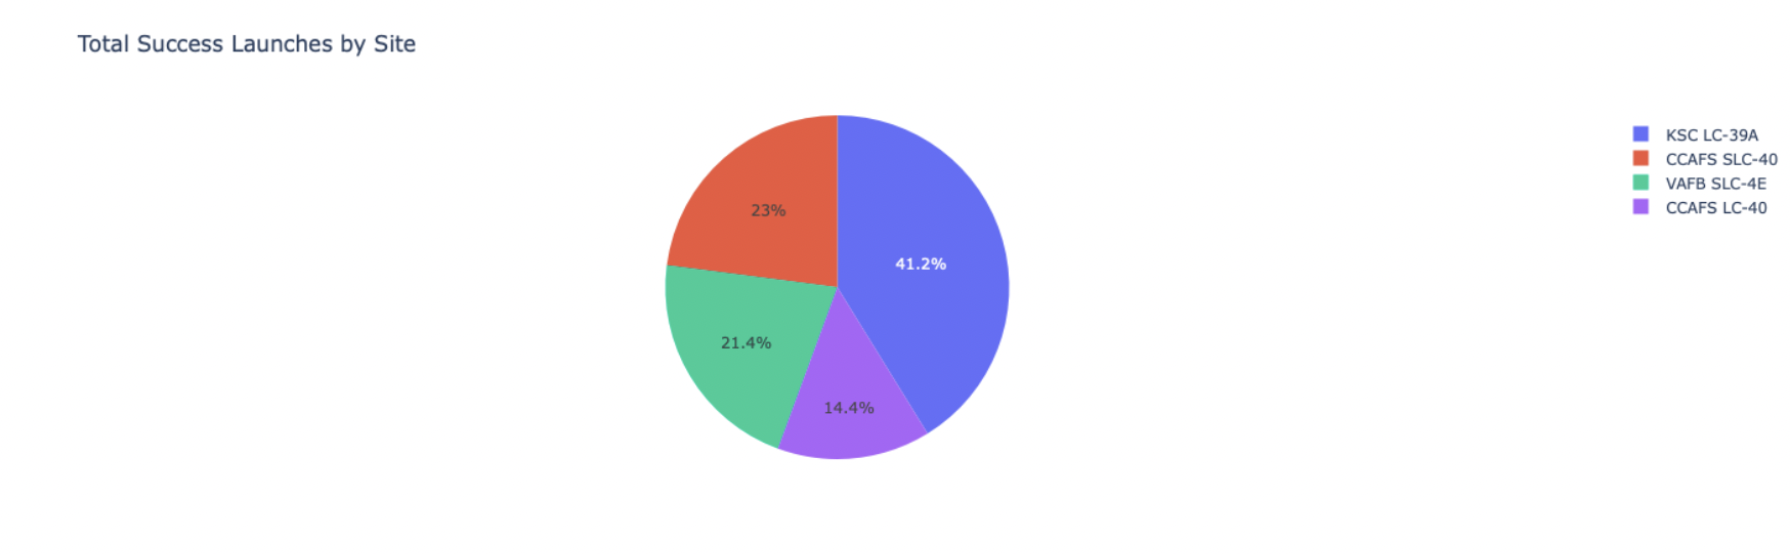 Total Success Launches by Site
KSC LC-39A
CCAFS SLC-40
VAFB SLC-4E
CCAFS LC-40
23%
41.2%
21.4%
14.4%